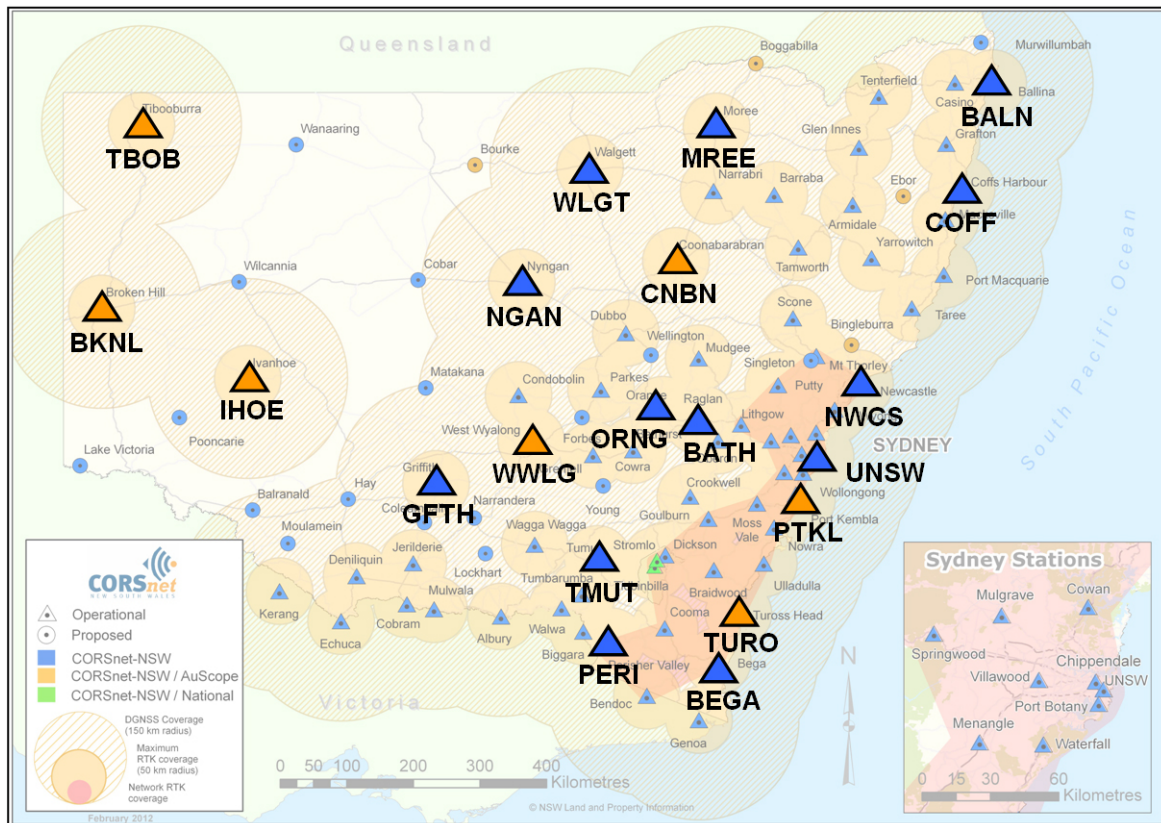 Queensland
Boggabilla
Murwillumbah
Tibooburra
TBOB
Wanaaring
Bourke
Walgett
WLGT
Moree
MREE
Tenterfield
Casino
Ballina
BALN
Glen Innes
Grafton
Narrabri
Barraba
Ebor
Coffs Harbour
COFF
Armidale
Coonabarabran
CNBN
Tamworth
Yarrowitch
Port Macquarie
Wilcannia
Cobar
Nyngan
NGAN
Broken Hill
BKNL
Dubbo
Wellington
Scone
Taree
Bingleburra
Mudgee
Singleton
Mt Thorley
Ivanhoe
IHOE
Matakana
Condobolin
Parkes
Orange
ORNG
Raglan
BATH
Putty
Newcastle
NWCS
Lithgow
SYDNEY
South Pacific Ocean
Pooncarie
West Wyalong
WWLG
Forbes
Grenfell
Cowra
Oberon
UNSW
Lake Victoria
Griffith
GFTH
Crookwell
Wollongong
PTKL
Port Kembla
Balranald
Hay
Narrandera
Young
Goulburn
Moss
Vale
Moulamein
Nowra
Deniliquin
Jerilderie
Wagga Wagga
TMUT
Stromlo
Dickson
Lockhart
Tumbarumba
Braidwood
Ulladulla
Kerang
Mulwala
Cooma
TURO
Tuross Head
Echuca
Cobram
Albury
Walwa
Biggara
PERI
Perisher Valley
Bega
BEGA
Bendoc
Genoa
Victoria
N
CORSnet
NEW SOUTH WALES
Operational
Proposed
CORSnet-NSW
CORSnet-NSW / AuScope
CORSnet-NSW / National
DGNSS Coverage
(150 km radius)
Maximum
RTK coverage
(50 km radius)
Network RTK
coverage
February 2012
0 50 100 200 300 400
Kilometres
© NSW Land and Property Information
Sydney Stations
Cowan
Mulgrave
Springwood
Chippendale
Villawood
UNSW
Port Botany
Menangle
Waterfall
0 15 30 60
Kilometres